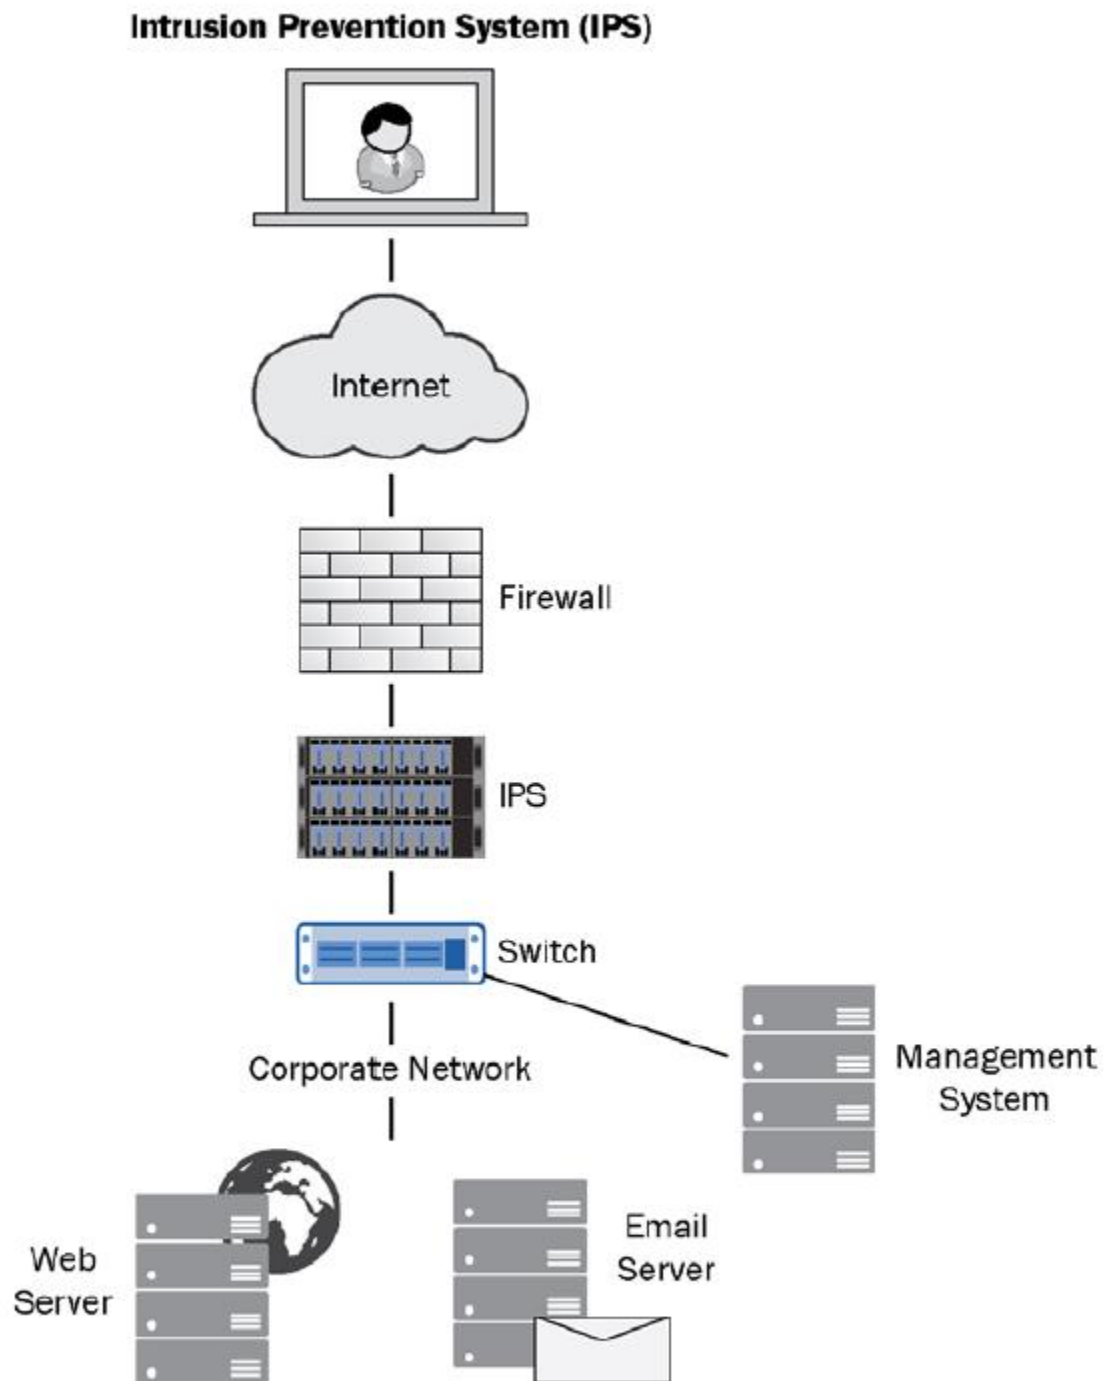 Intrusion Prevention System (IPS)
Internet
Firewall
IPS
Switch
Management
System
Corporate Network
Web
Server
Email
Server